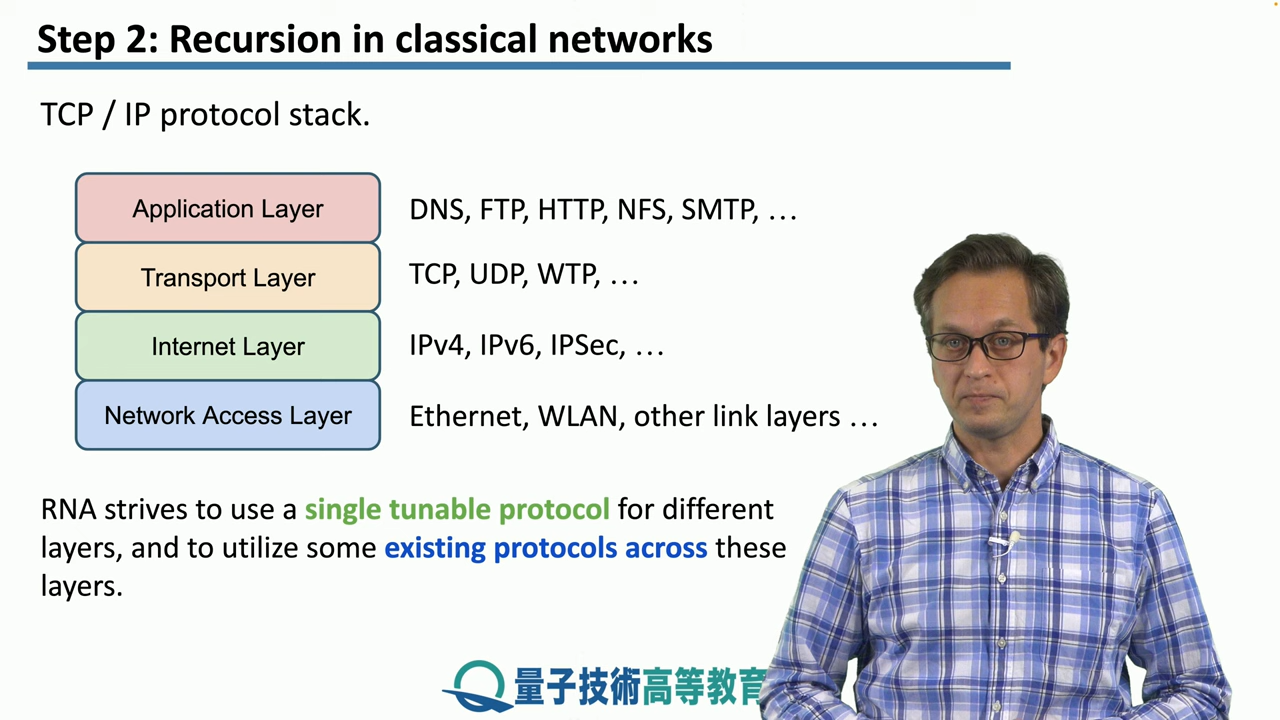 Step 2: Recursion in classical networks
TCP / IP protocol stack.
Application Layer
DNS, FTP, HTTP, NFS, SMTP, ...
Transport Layer
TCP, UDP, WTP, ...
Internet Layer
IPv4, IPv6, IPSec, ...
Network Access Layer
Ethernet, WLAN, other link layers ...
RNA strives to use a single tunable protocol for different
layers, and to utilize some existing protocols across these
layers.
量子技術高等教育